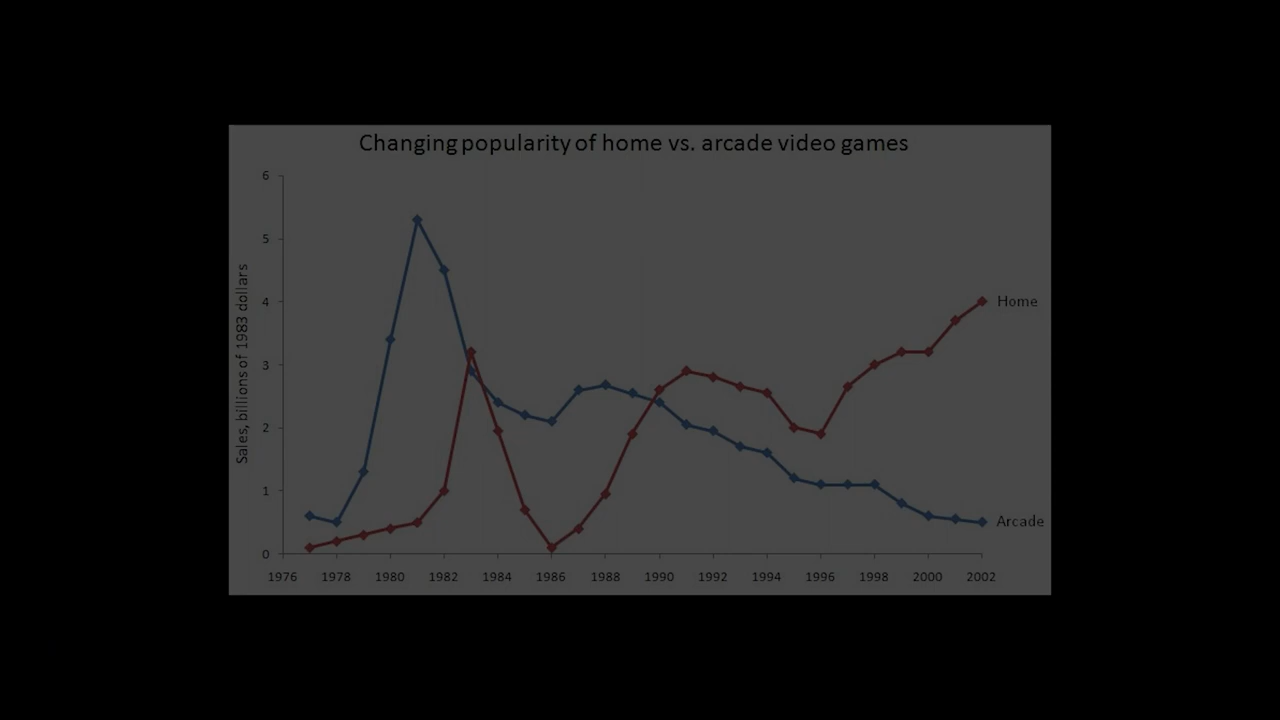 Changing popularity of home vs. arcade video games
Sales, billions of 1983 dollars
6
5
4
3
2
1
0
Home
Arcade
1976 1978 1980 1982 1984 1986 1988 1990 1992 1994 1996 1998 2000 2002